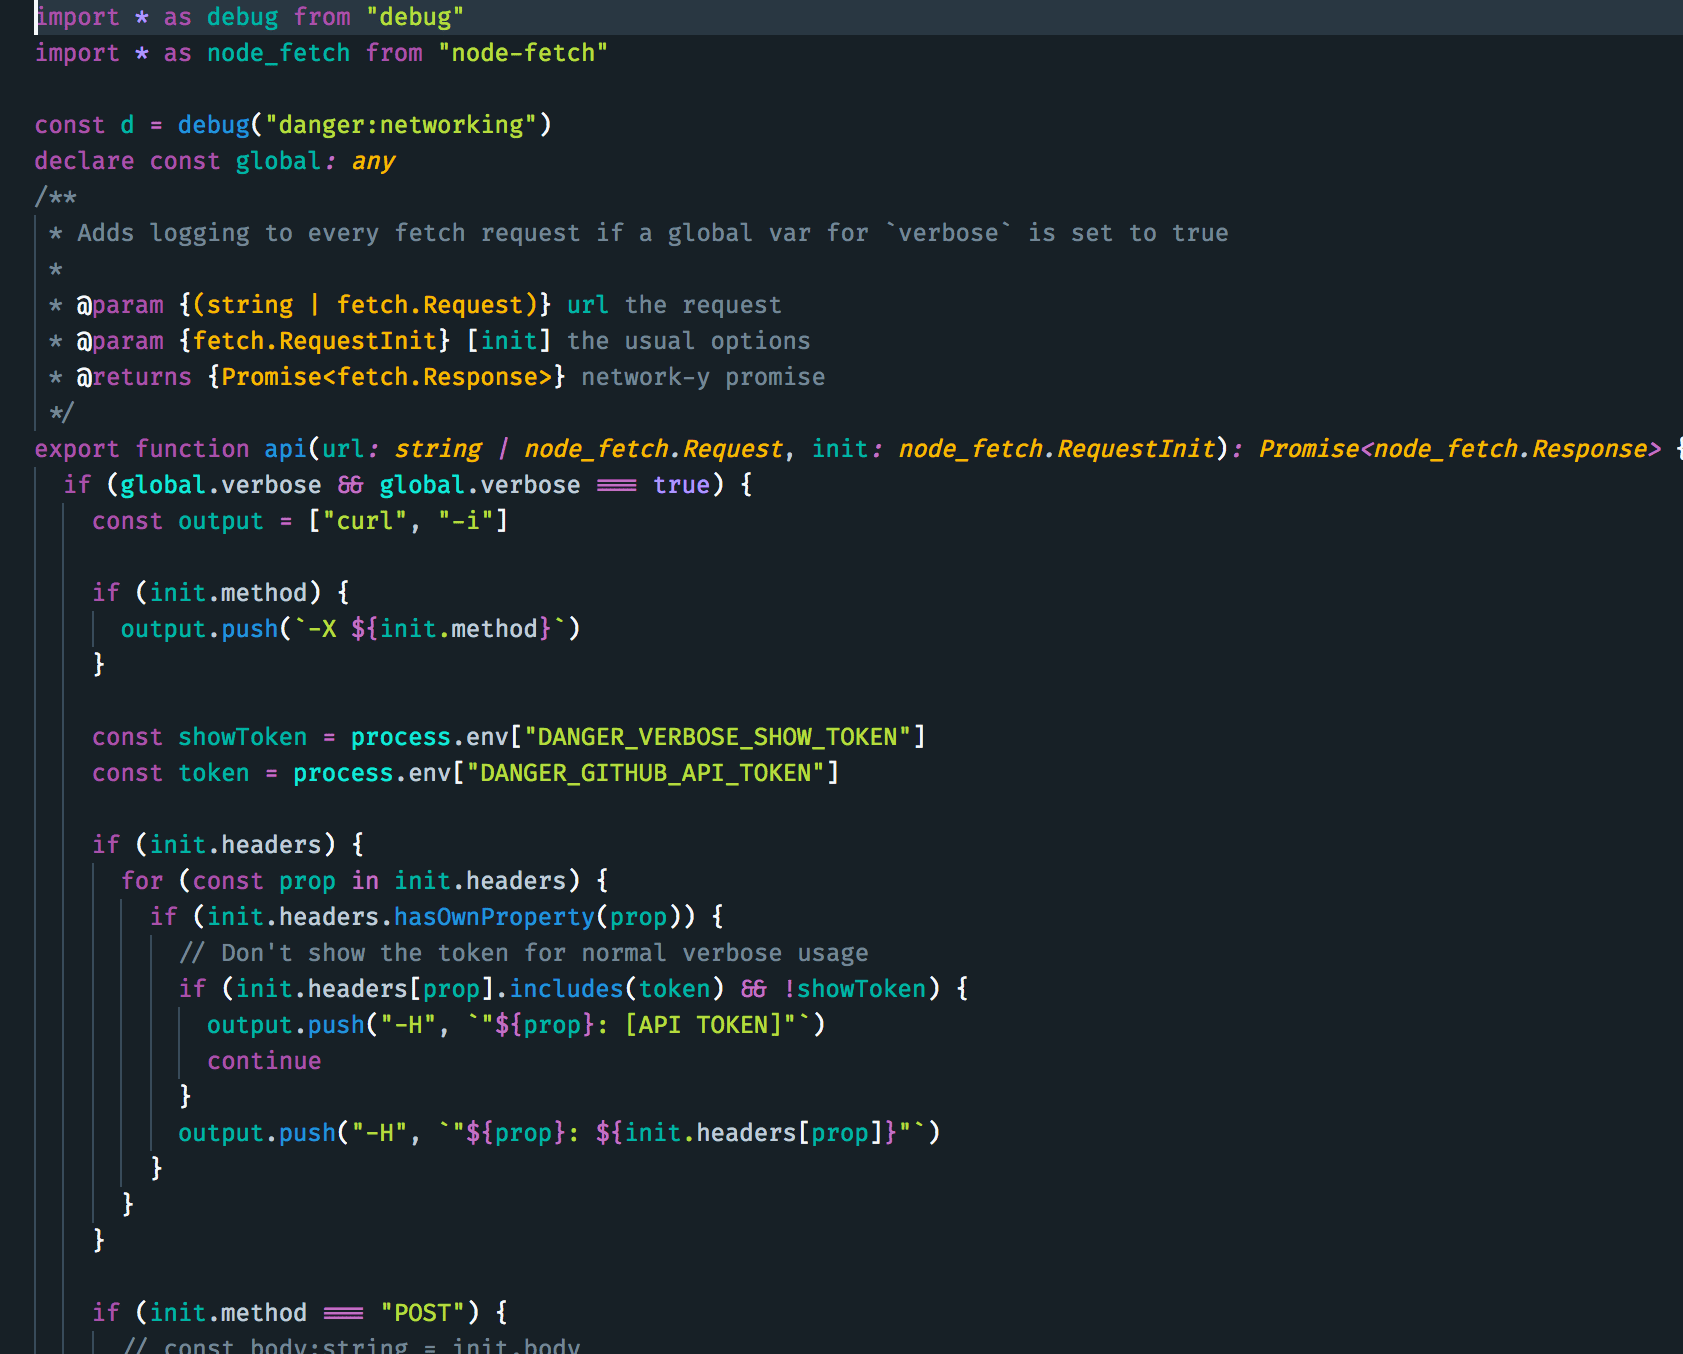 import * as debug from "debug"
import * as node_fetch from "node-fetch"
const d = debug("danger:networking")
declare const global: any
/**
* Adds logging to every fetch request if a global var for `verbose` is set to true
*
* @param {(string | fetch.Request)} url the request
* @param {fetch.RequestInit} [init] the usual options
* @returns {Promise<fetch.Response>} network-y promise
*/
export function api(url: string | node_fetch.Request, init: node_fetch.RequestInit): Promise<node_fetch.Response> {
if (global.verbose && global.verbose === true) {
const output = ["curl", "-i"]
if (init.method) {
output.push(`-X ${init.method}`)
}
const showToken = process.env["DANGER_VERBOSE_SHOW_TOKEN"]
const token = process.env["DANGER_GITHUB_API_TOKEN"]
if (init.headers) {
for (const prop in init.headers) {
if (init.headers.hasOwnProperty(prop)) {
// Don't show the token for normal verbose usage
if (init.headers[prop].includes(token) && !showToken) {
output.push("-H", `"${prop}: [API TOKEN]"`)
continue
}
output.push("-H", `"${prop}: ${init.headers[prop]}"`)
}
}
}
if (init.method === "POST") {
// const body:string = init.body